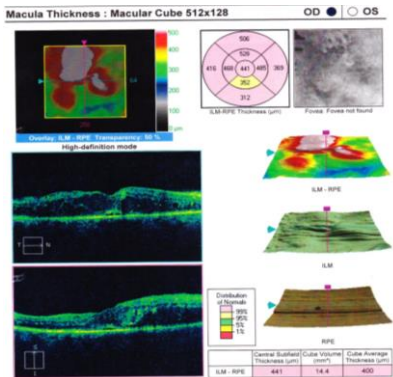 Macula Thickness : Macular Cube 512x128
OD OS
500
400
300
200
100
0 µm
Overlay: ILM - RPE Transparency: 50 %
High-definition mode
506
529
416 468 441 485 369
352
312
ILM-RPE Thickness (µm)
Fovea Fovea not found
ILM - RPE
T N
ILM
RPE
S
I
Distribution
of Normals
99%
95%
5%
1%
Central Subfield Thickness (µm)
Cube Volume (mm³)
Cube Average Thickness (µm)
ILM - RPE 441 14.4 400